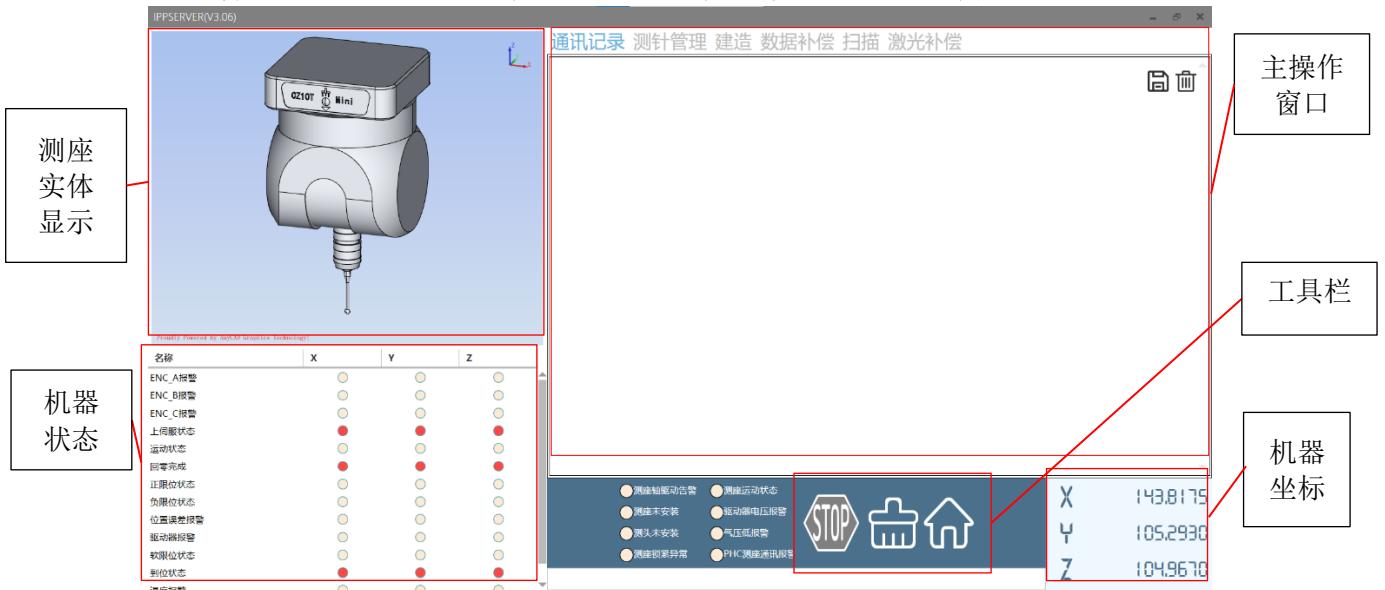 IPPSERVER(V3.06)
通讯记录 测针管理 建造 数据补偿 扫描 激光补偿
主操作
窗口
CZ10T Mini
Z
X
测座
实体
显示
工具栏
Proudly Powered by AnyCAD Graphics Technology!
名称 X Y Z
ENC_A报警
ENC_B报警
ENC_C报警
上伺服状态
运动状态
回零完成
正限位状态
负限位状态
位置误差报警
驱动器报警
软限位状态
到位状态
机器
状态
测座轴驱动告警 测座运动状态
测座未安装 驱动器电压报警
测头未安装 气压低报警
测座锁紧异常 PHC测座通讯报警
STOP
X 143.8175
Y 105.2930
Z 104.9670
机器
坐标